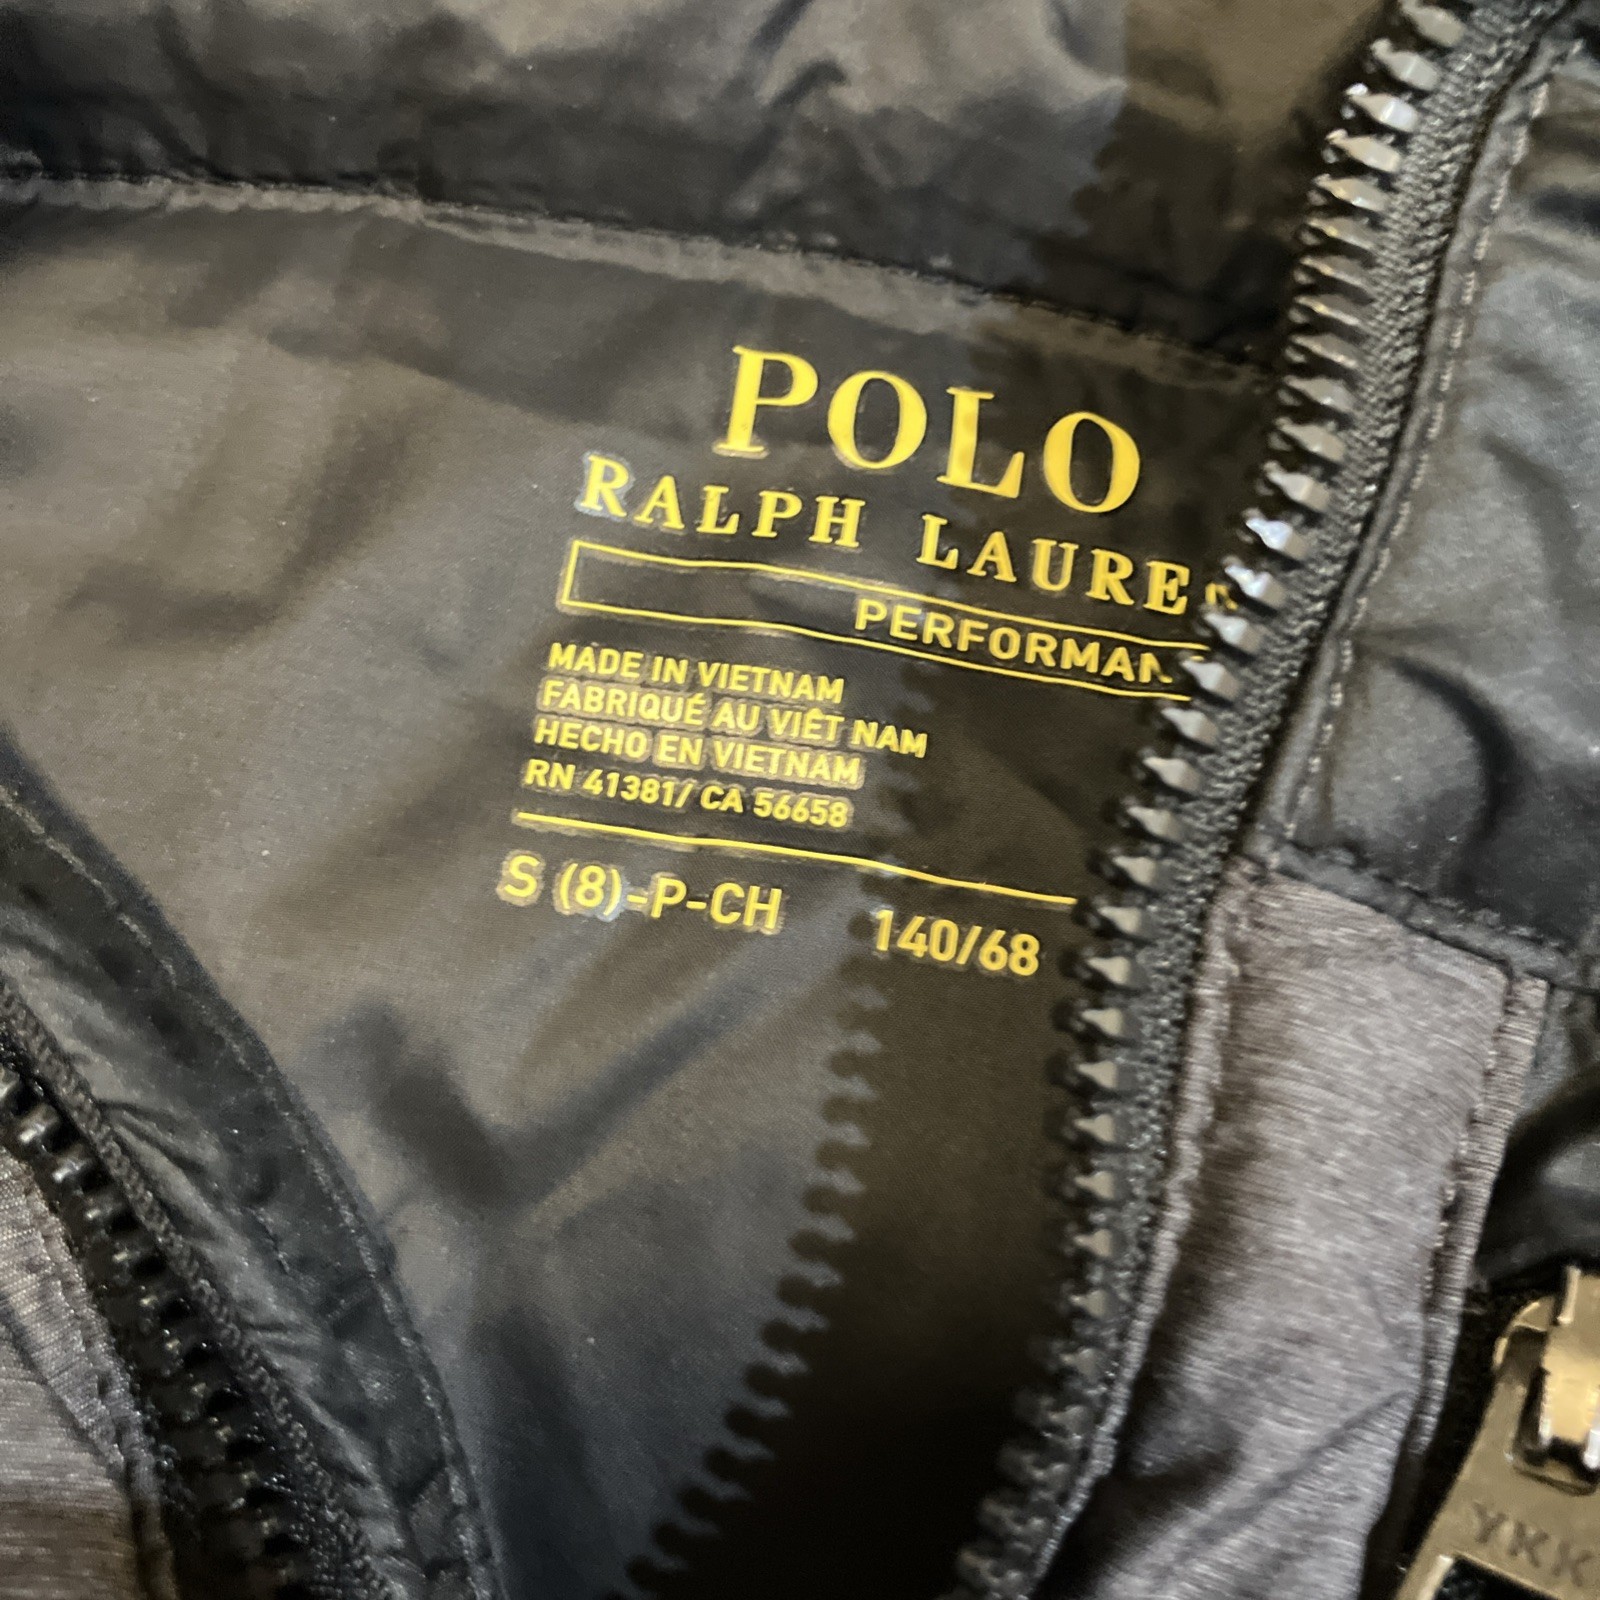 POLO
RALPH LAURE
PERFORMAN
MADE IN VIETNAM
FABRIQUÉ AU VIÊT NAM
HECHO EN VIETNAM
RN 41381/ CA 56658
S (8)-P-CH 140/68
YKK